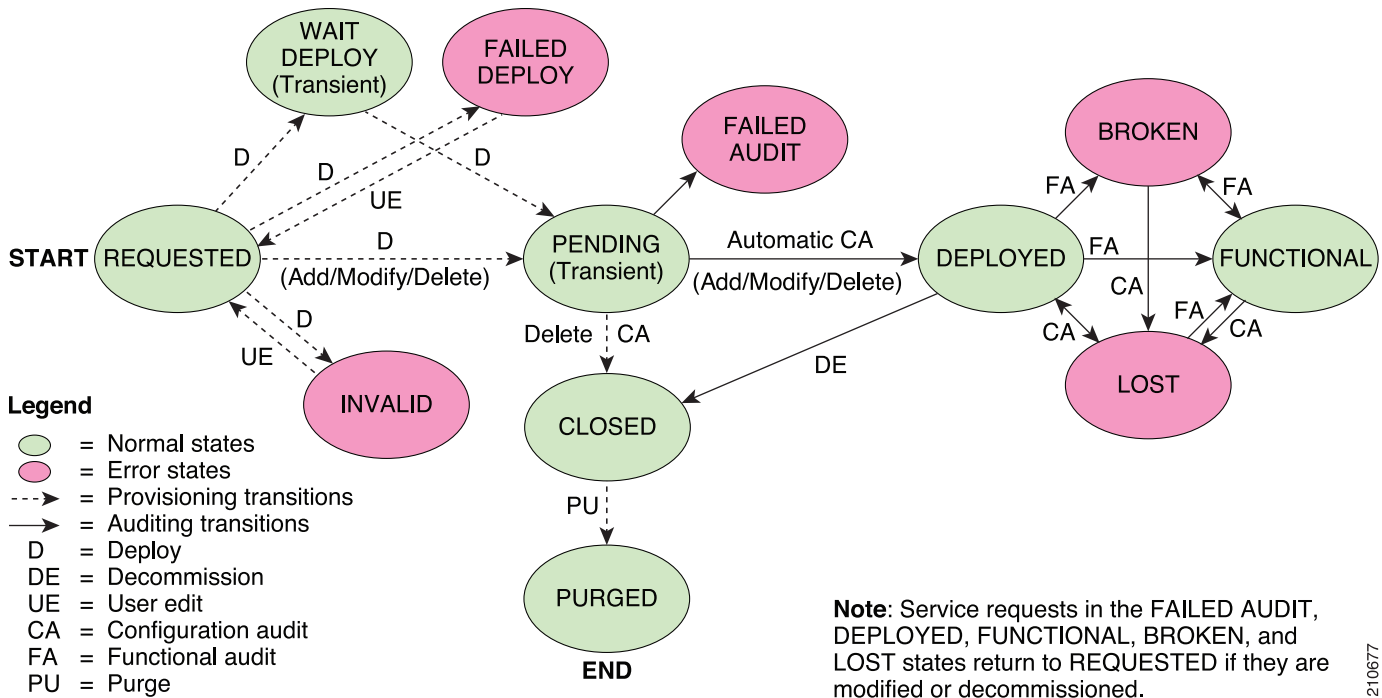 WAIT
DEPLOY
(Transient)
FAILED
DEPLOY
FAILED
AUDIT
BROKEN
D
D
D
UE
FA
FA
START
REQUESTED
D
(Add/Modify/Delete)
PENDING
(Transient)
Automatic CA
(Add/Modify/Delete)
DEPLOYED
FA
FUNCTIONAL
D
UE
Delete
CA
CA
CA
FA
CA
DE
INVALID
CLOSED
LOST
PU
PURGED
END
Legend
= Normal states
= Error states
= Provisioning transitions
= Auditing transitions
D = Deploy
DE = Decommission
UE = User edit
CA = Configuration audit
FA = Functional audit
PU = Purge
Note: Service requests in the FAILED AUDIT,
DEPLOYED, FUNCTIONAL, BROKEN, and
LOST states return to REQUESTED if they are
modified or decommissioned.
210677